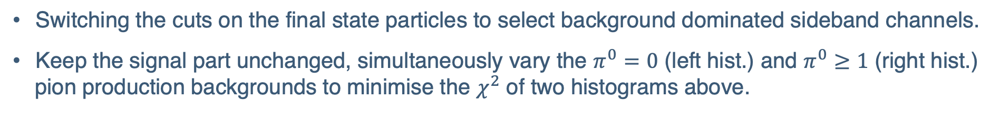 • Switching the cuts on the final state particles to select background dominated sideband channels.
• Keep the signal part unchanged, simultaneously vary the π⁰ = 0 (left hist.) and π⁰ ≥ 1 (right hist.)
pion production backgrounds to minimise the χ² of two histograms above.